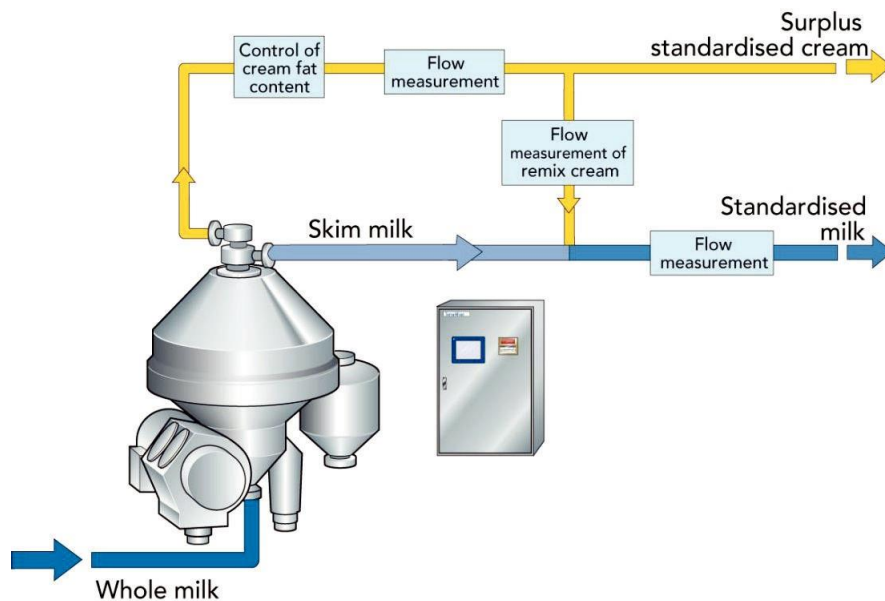 Surplus
standardised cream
Control of
cream fat
content
Flow
measurement
Flow
measurement of
remix cream
Skim milk
Standardised
milk
Flow
measurement
Whole milk